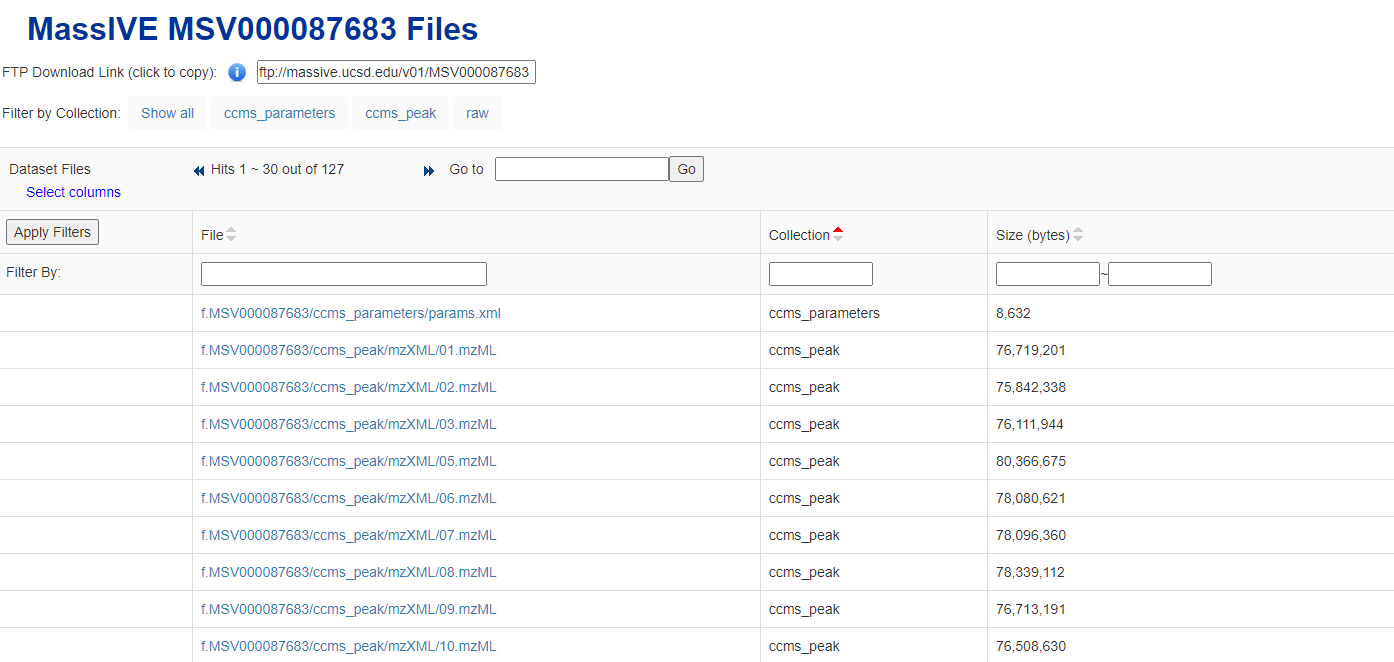 MassIVE MSV000087683 Files
FTP Download Link (click to copy): i ftp://massive.ucsd.edu/v01/MSV000087683
Filter by Collection: Show all ccms_parameters ccms_peak raw
Dataset Files Hits 1 ~ 30 out of 127 Go to Go
Select columns
Apply Filters File Collection Size (bytes)
Filter By: ~
f.MSV000087683/ccms_parameters/params.xml ccms_parameters 8,632
f.MSV000087683/ccms_peak/mzXML/01.mzML ccms_peak 76,719,201
f.MSV000087683/ccms_peak/mzXML/02.mzML ccms_peak 75,842,338
f.MSV000087683/ccms_peak/mzXML/03.mzML ccms_peak 76,111,944
f.MSV000087683/ccms_peak/mzXML/05.mzML ccms_peak 80,366,675
f.MSV000087683/ccms_peak/mzXML/06.mzML ccms_peak 78,080,621
f.MSV000087683/ccms_peak/mzXML/07.mzML ccms_peak 78,096,360
f.MSV000087683/ccms_peak/mzXML/08.mzML ccms_peak 78,339,112
f.MSV000087683/ccms_peak/mzXML/09.mzML ccms_peak 76,713,191
f.MSV000087683/ccms_peak/mzXML/10.mzML ccms_peak 76,508,630